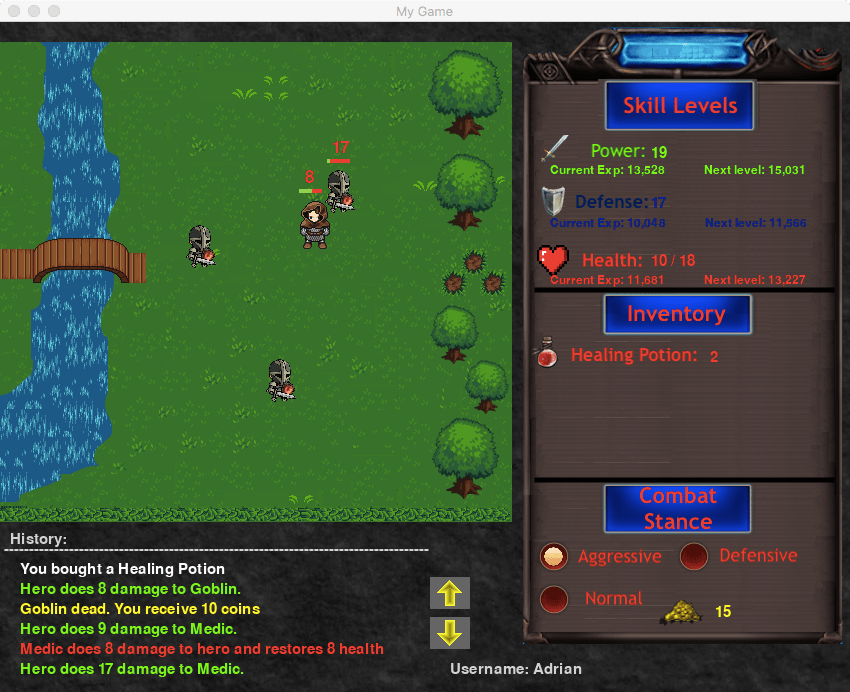 My Game
Skill Levels
Power: 19
Current Exp: 13,528 Next level: 15,031
Defense: 17
Current Exp: 10,048 Next level: 11,566
Health: 10 / 18
Current Exp: 11,681 Next level: 13,227
17
8
Inventory
Healing Potion: 2
Combat
Stance
Aggressive Defensive
Normal
15
History:
You bought a Healing Potion
Hero does 8 damage to Goblin.
Goblin dead. You receive 10 coins
Hero does 9 damage to Medic.
Medic does 8 damage to hero and restores 8 health
Hero does 17 damage to Medic.
Username: Adrian